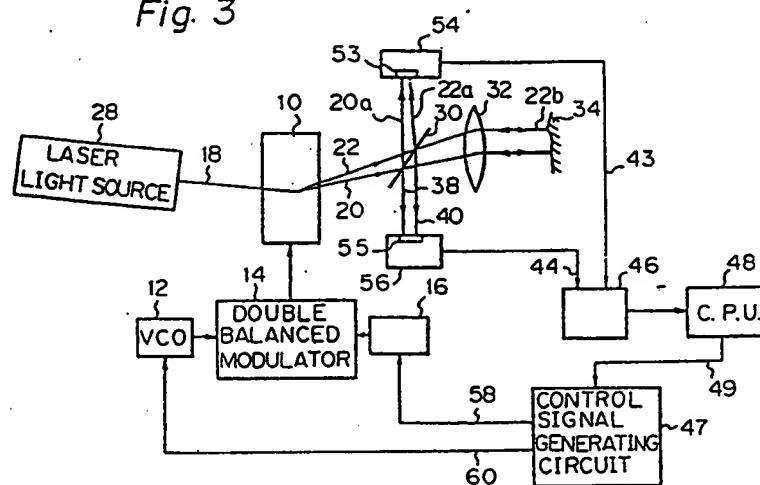 Fig. 3
54
53
22a
32
20a
30
22b
34
28
10
LASER
LIGHT SOURCE
18
22
20
38
43
40
55
56
44
46
48
C. P. U.
12
14
16
VCO
DOUBLE
BALANCED
MODULATOR
49
58
CONTROL
SIGNAL
GENERATING
CIRCUIT
47
60